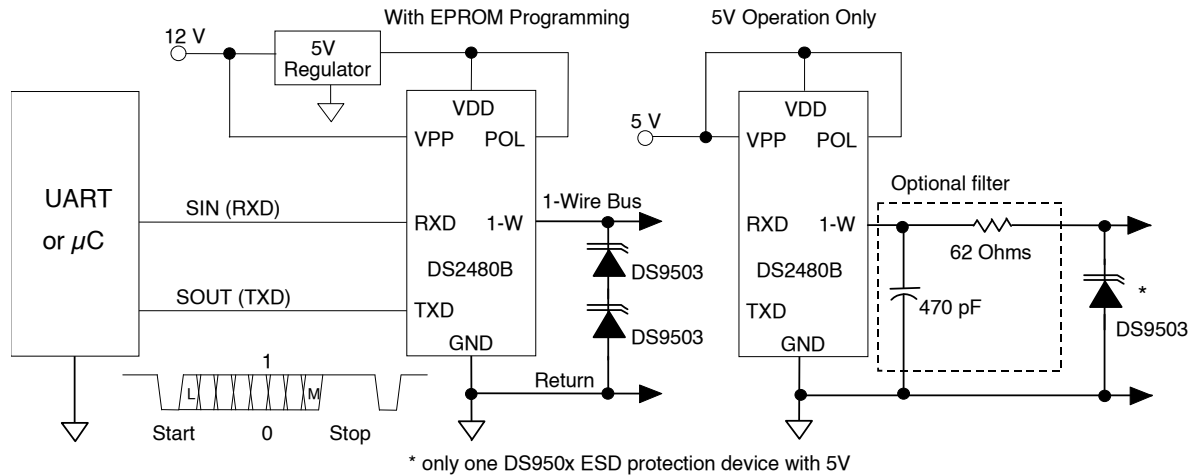 With EPROM Programming
5V Operation Only
12 V
5V
Regulator
VDD
VPP
POL
UART
or µC
SIN (RXD)
SOUT (TXD)
RXD
1-W
1-Wire Bus
DS2480B
DS9503
TXD
DS9503
GND
Return
1
L
M
Start
0
Stop
5 V
VDD
VPP
POL
Optional filter
RXD
1-W
62 Ohms
DS2480B
470 pF
*
DS9503
TXD
GND
* only one DS950x ESD protection device with 5V